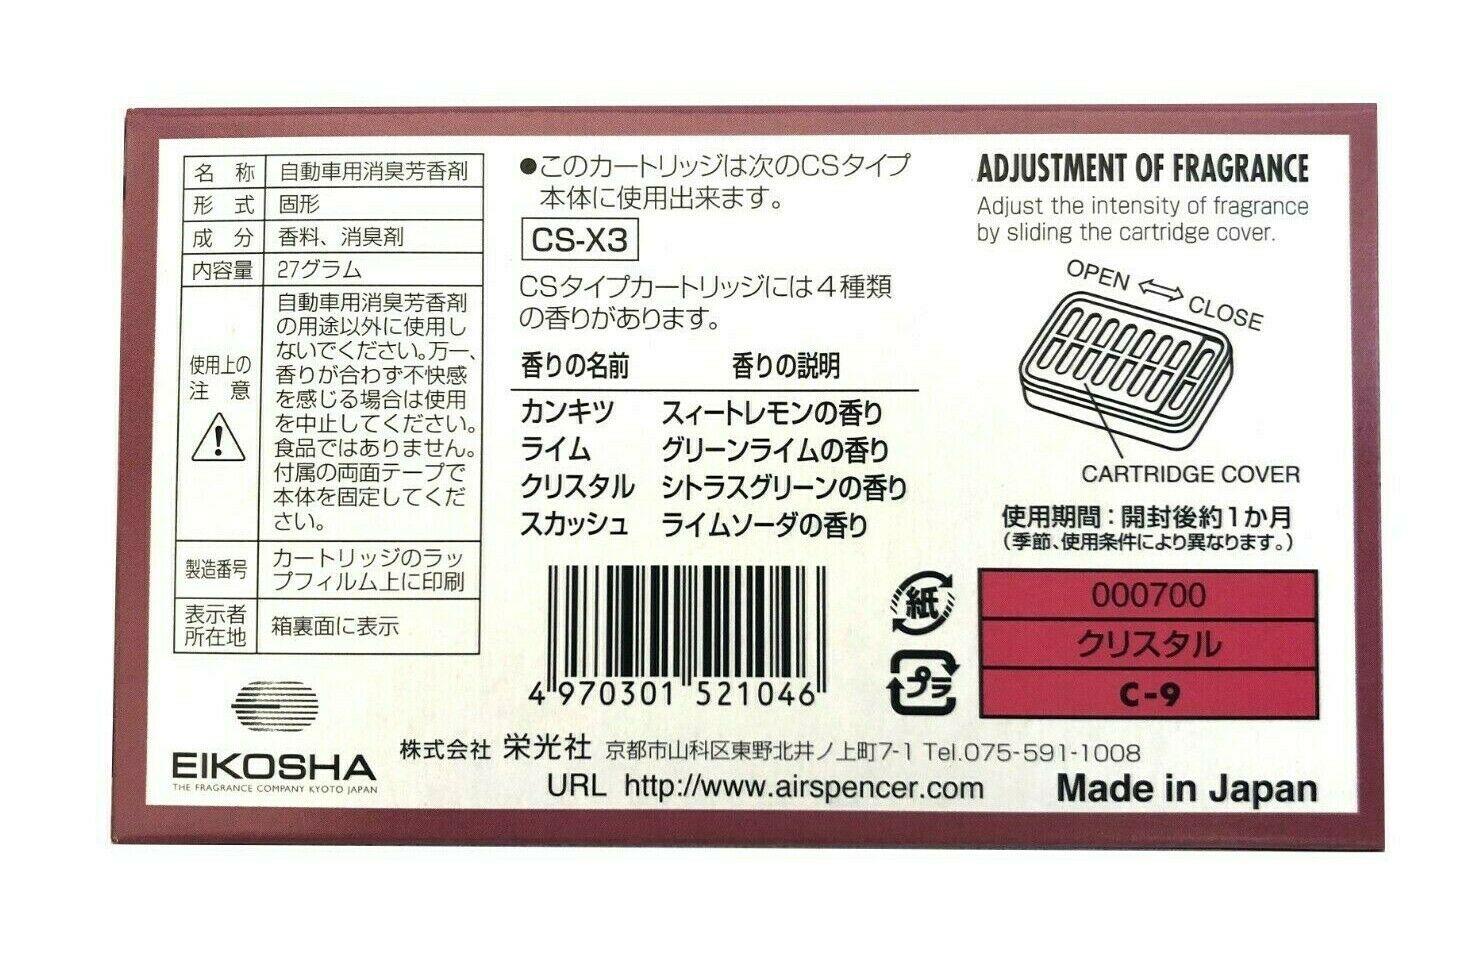 名 称 自動車用消臭芳香剤
形 式 固形
成 分 香料、消臭剤
内容量 27グラム
使用上の
注 意
自動車用消臭芳香剤
の用途以外に使用し
ないでください。万一、
香りが合わず不快感
を感じる場合は使用
を中止してください。
食品ではありません。
付属の両面テープで
本体を固定してくだ
さい。
製造番号
カートリッジのラッ
プフィルム上に印刷
表示者
所在地
箱裏面に表示
●このカートリッジは次のCSタイプ
本体に使用出来ます。
CS-X3
CSタイプカートリッジには4種類
の香りがあります。
香りの名前 香りの説明
カンキツ スィートレモンの香り
ライム グリーンライムの香り
クリスタル シトラスグリーンの香り
スカッシュ ライムソーダの香り
4 970301 521046
ADJUSTMENT OF FRAGRANCE
Adjust the intensity of fragrance
by sliding the cartridge cover.
OPEN CLOSE
CARTRIDGE COVER
使用期間：開封後約1か月
（季節、使用条件により異なります。）
紙
プラ
000700
クリスタル
C-9
EIKOSHA
THE FRAGRANCE COMPANY KYOTO JAPAN
株式会社 栄光社 京都市山科区東野北井ノ上町7-1 Tel.075-591-1008
URL http://www.airspencer.com
Made in Japan